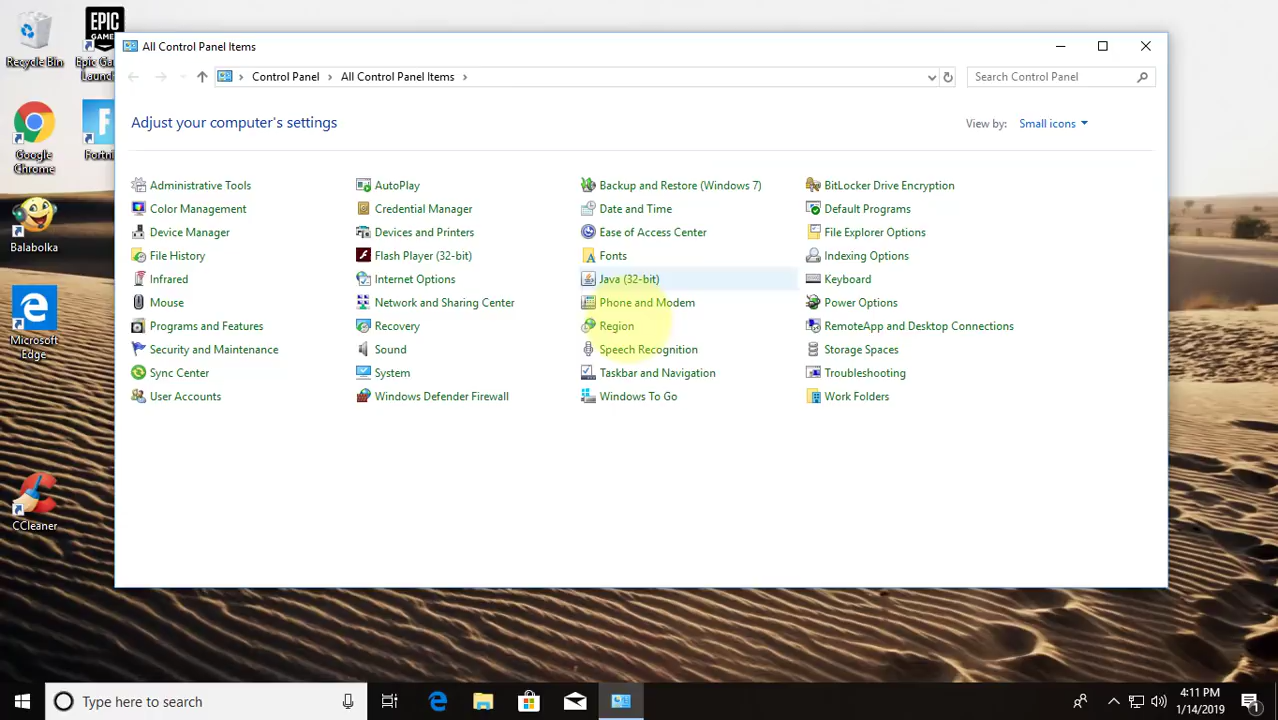 Recycle Bin
EPIC
GAMES
Epic Ga
Launch
Google
Chrome
Fortni
Balabolka
Microsoft
Edge
CCleaner
All Control Panel Items
Control Panel
All Control Panel Items
Search Control Panel
Adjust your computer's settings
View by:
Small icons
Administrative Tools
AutoPlay
Backup and Restore (Windows 7)
BitLocker Drive Encryption
Color Management
Credential Manager
Date and Time
Default Programs
Device Manager
Devices and Printers
Ease of Access Center
File Explorer Options
File History
Flash Player (32-bit)
Fonts
Indexing Options
Infrared
Internet Options
Java (32-bit)
Keyboard
Mouse
Network and Sharing Center
Phone and Modem
Power Options
Programs and Features
Recovery
Region
RemoteApp and Desktop Connections
Security and Maintenance
Sound
Speech Recognition
Storage Spaces
Sync Center
System
Taskbar and Navigation
Troubleshooting
User Accounts
Windows Defender Firewall
Windows To Go
Work Folders
Type here to search
4:11 PM
1/14/2019
1